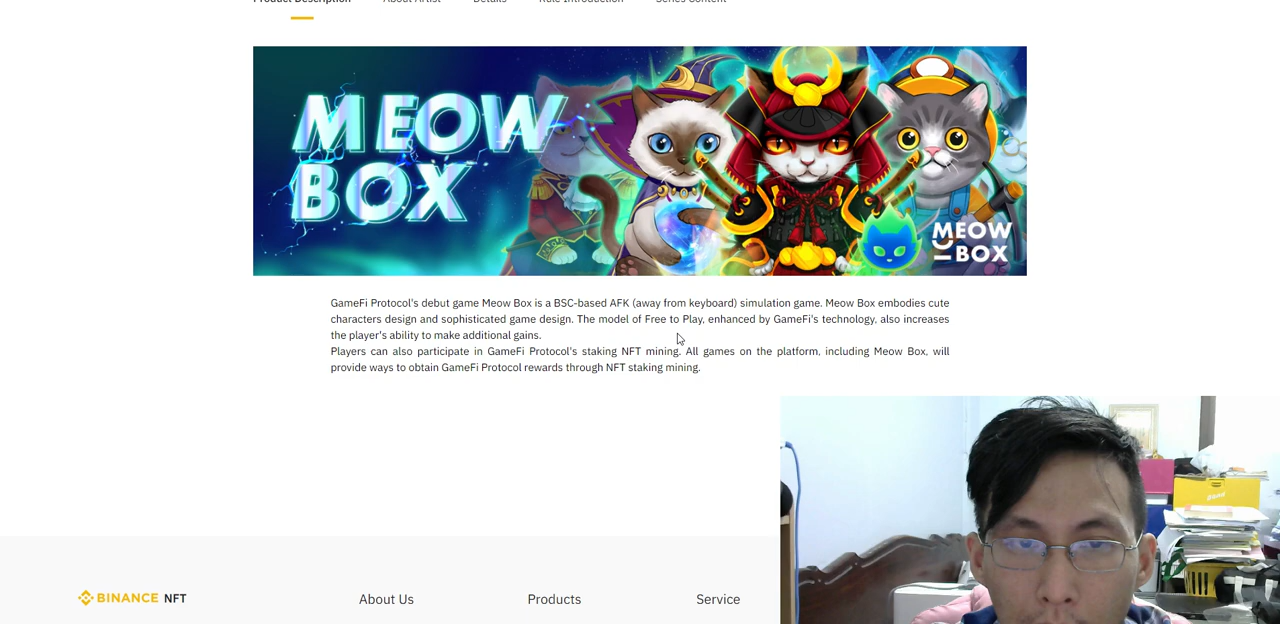 Product Description About Artist Details Rule Introduction Series Content
MEOW
BOX
MEOW
BOX
GameFi Protocol's debut game Meow Box is a BSC-based AFK (away from keyboard) simulation game. Meow Box embodies cute
characters design and sophisticated game design. The model of Free to Play, enhanced by GameFi's technology, also increases
the player's ability to make additional gains.
Players can also participate in GameFi Protocol's staking NFT mining. All games on the platform, including Meow Box, will
provide ways to obtain GameFi Protocol rewards through NFT staking mining.
BINANCE NFT About Us Products Service